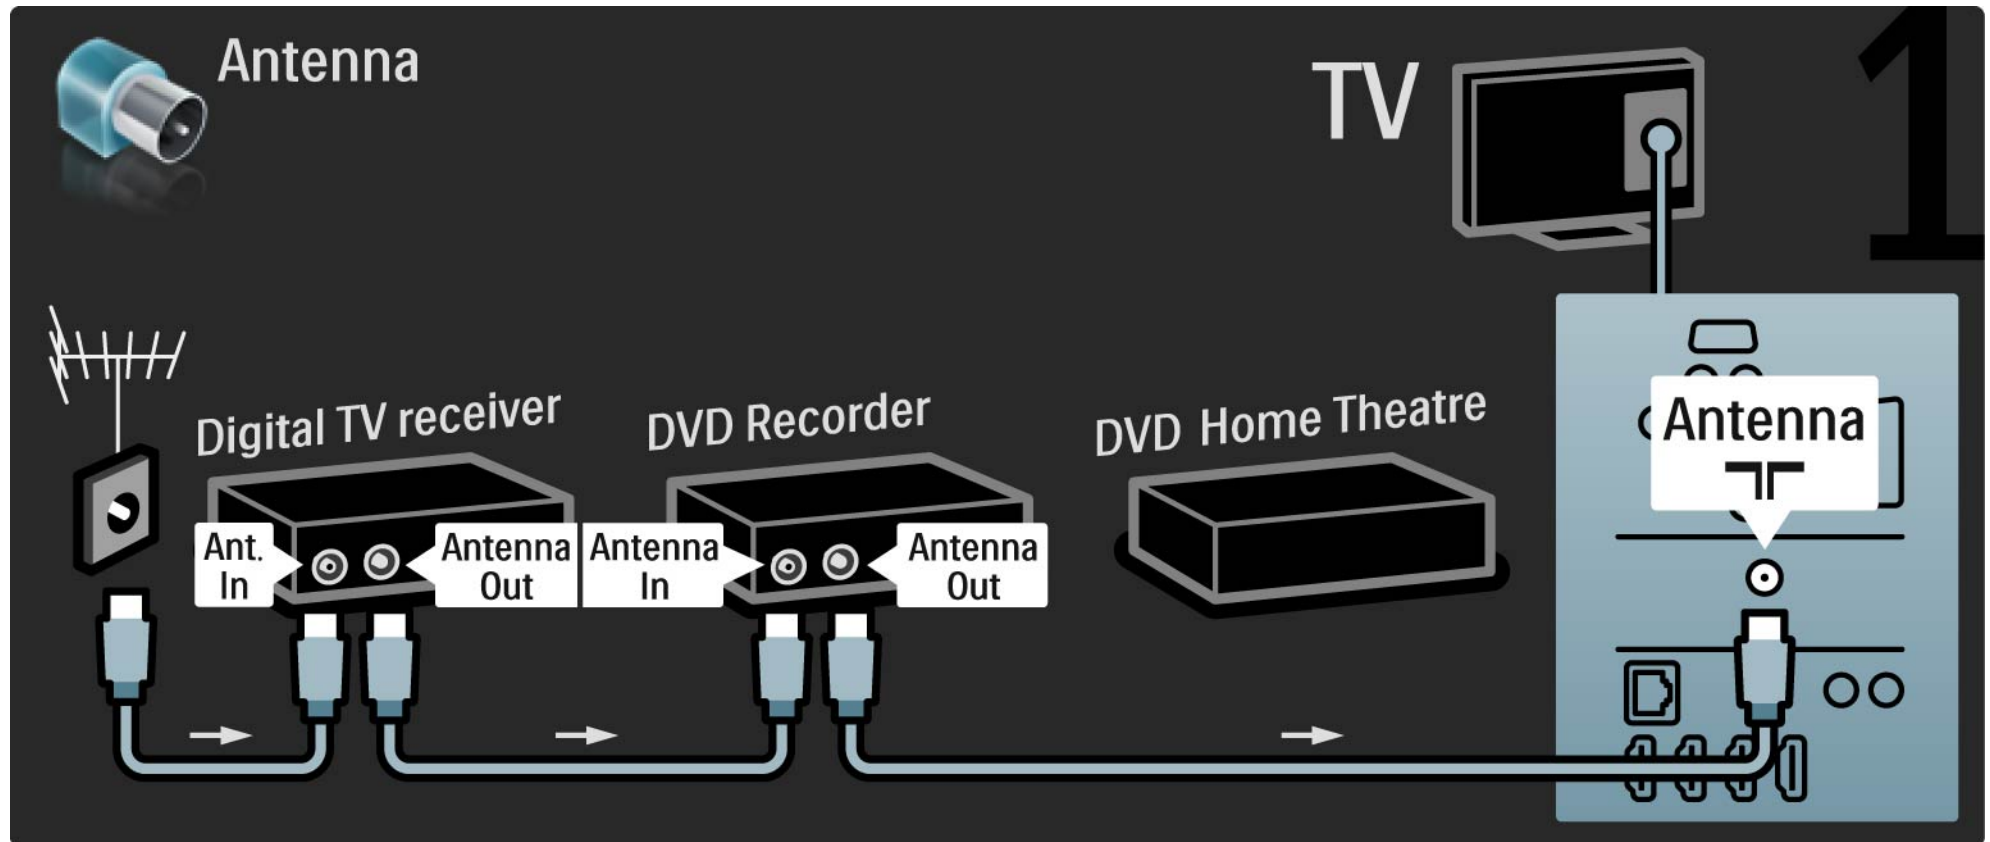 Antenna
TV
1
Digital TV receiver
DVD Recorder
DVD Home Theatre
Antenna
Ant.
In
Antenna
Out
Antenna
In
Antenna
Out